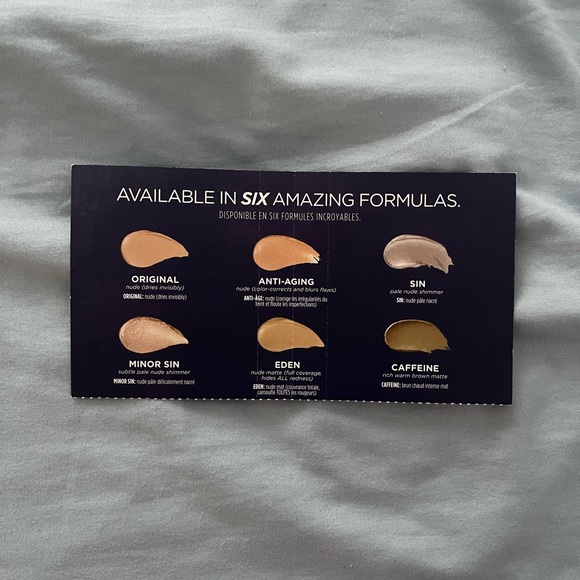 AVAILABLE IN SIX AMAZING FORMULAS.
DISPONIBLE EN SIX FORMULES INCROYABLES.
ORIGINAL
nude (dries invisibly)
ORIGINAL: nude (dries invisibly)
ANTI-AGING
nude (color-corrects and blurs flaws)
ANTI-ÂGE: nude (corrige les irrégularités du
teint et floute les imperfections)
SIN
pale nude shimmer
SIN: nude pâle nacré
MINOR SIN
subtle pale nude shimmer
MINOR SIN: nude pâle délicatement nacré
EDEN
nude matte (full coverage,
hides ALL redness)
EDEN: nude mat (couvrance totale,
camoufle TOUTES les rougeurs)
CAFFEINE
rich warm brown matte
CAFFEINE: brun chaud intense mat